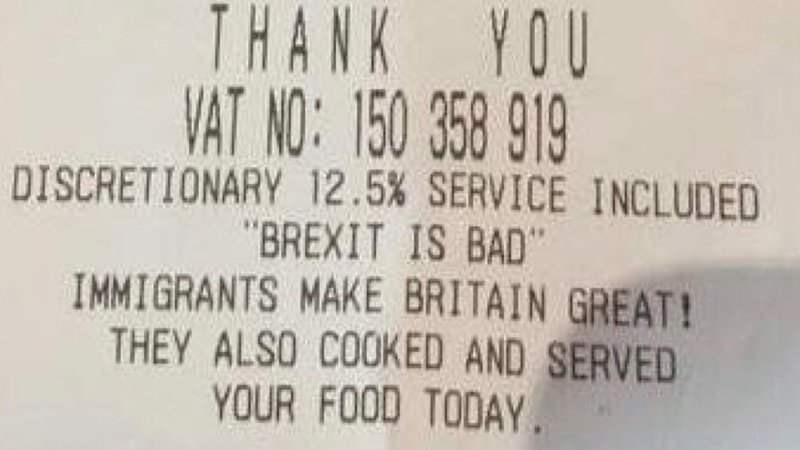 THANK YOU
VAT NO: 150 358 919
DISCRETIONARY 12.5% SERVICE INCLUDED
"BREXIT IS BAD"
IMMIGRANTS MAKE BRITAIN GREAT!
THEY ALSO COOKED AND SERVED
YOUR FOOD TODAY.